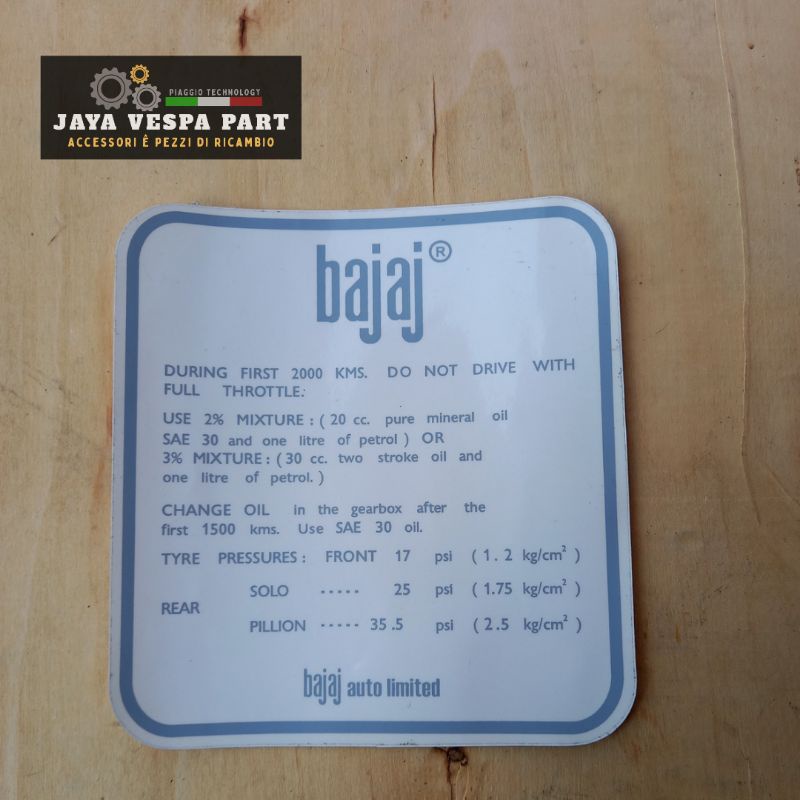 PIAGGIO TECHNOLOGY
JAYA VESPA PART
ACCESSORI È PEZZI DI RICAMBIO
bajaj®
DURING FIRST 2000 KMS. DO NOT DRIVE WITH
FULL THROTTLE:
USE 2% MIXTURE : ( 20 cc. pure mineral oil
SAE 30 and one litre of petrol ) OR
3% MIXTURE : ( 30 cc. two stroke oil and
one litre of petrol. )
CHANGE OIL in the gearbox after the
first 1500 kms. Use SAE 30 oil.
TYRE PRESSURES : FRONT 17 psi ( 1. 2 kg/cm² )
SOLO ----- 25 psi ( 1.75 kg/cm² )
REAR
PILLION ----- 35 .5 psi ( 2.5 kg/cm² )
bajaj auto limited